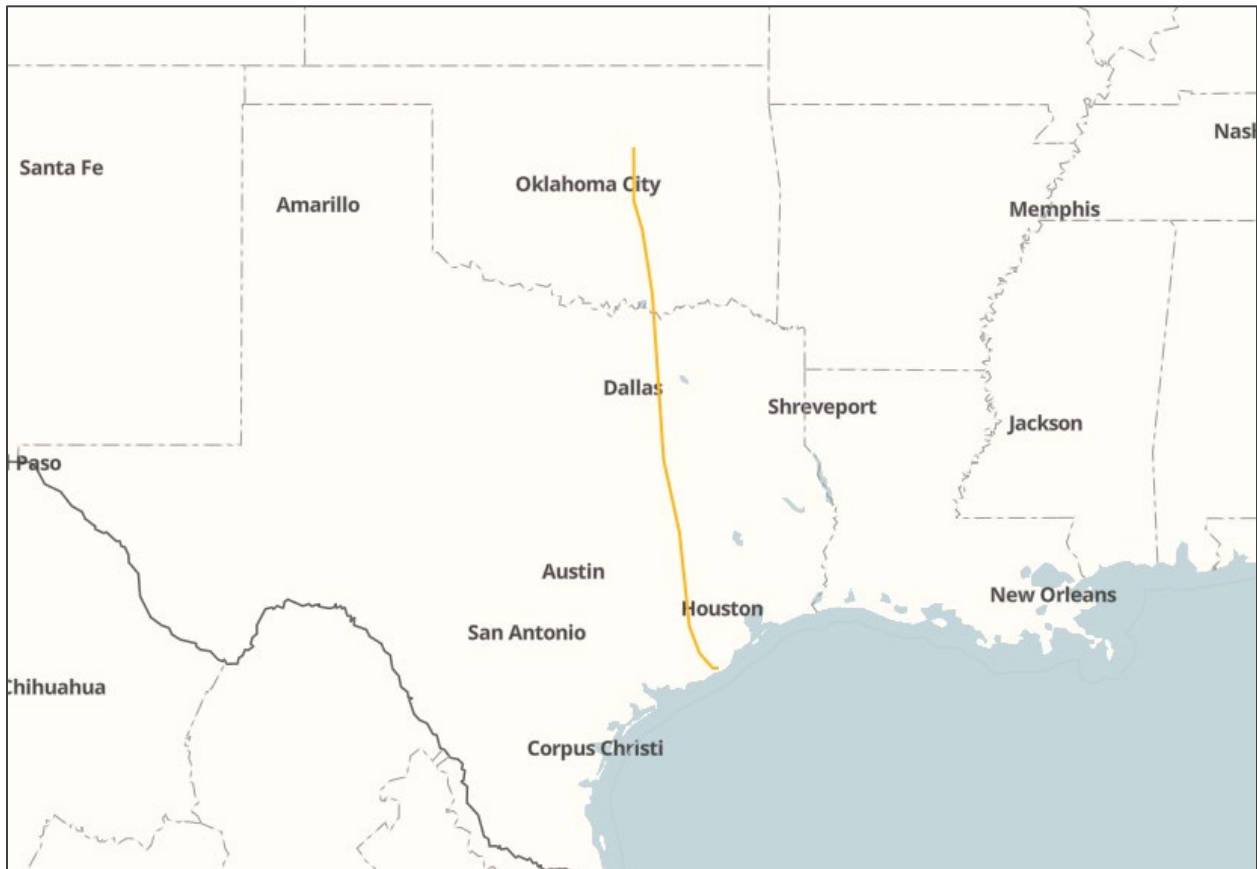 Nash
Santa Fe
Oklahoma City
Amarillo
Memphis
Dallas
Shreveport
Jackson
Paso
Austin
New Orleans
Houston
San Antonio
Chihuahua
Corpus Christi